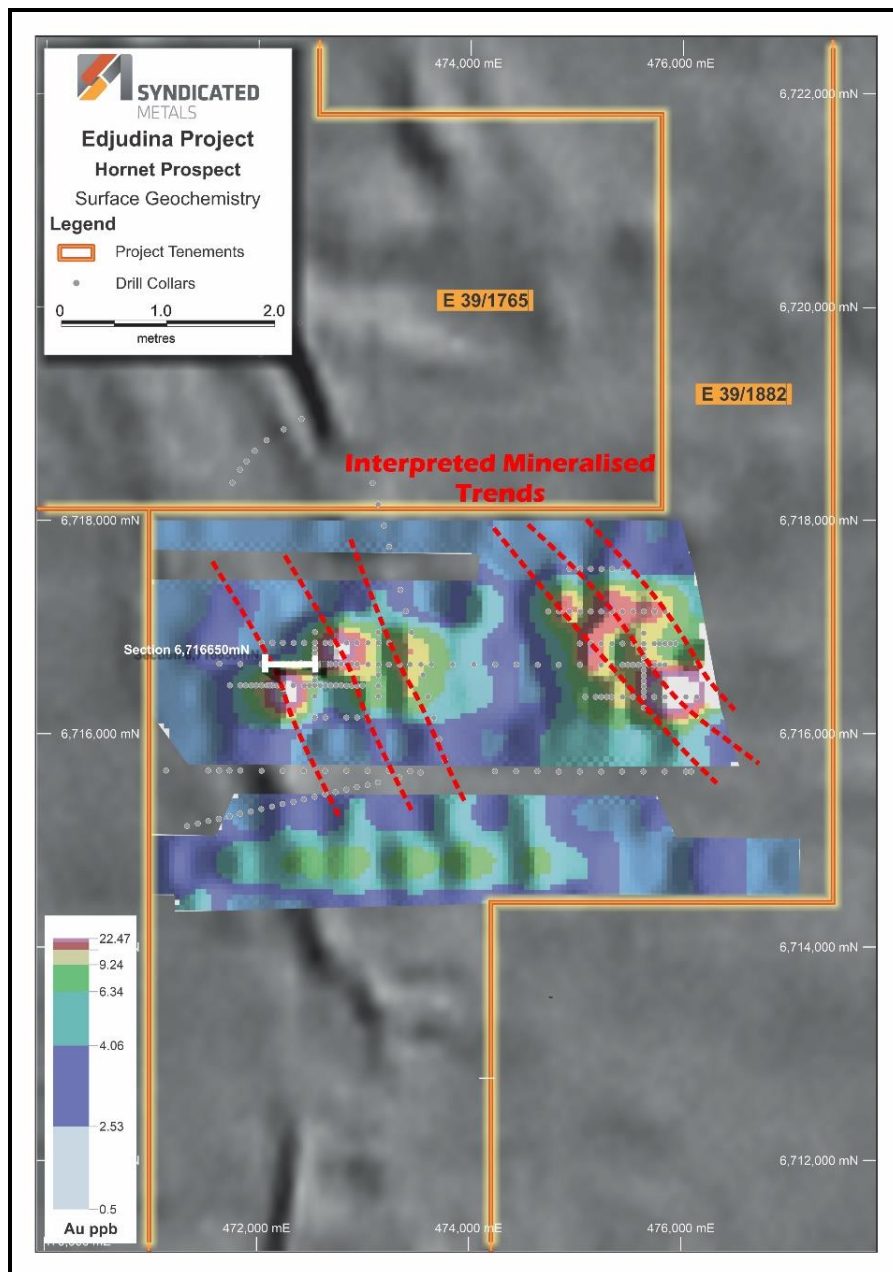 SYNDICATED
METALS
Edjudina Project
Hornet Prospect
Surface Geochemistry
Legend
Project Tenements
Drill Collars
0 1.0 2.0
metres
474,000 mE 476,000 mE
6,722,000 mN
E 39/1765
6,720,000 mN
E 39/1882
Interpreted Mineralised
Trends
6,718,000 mN
6,718,000 mN
Section 6,716650mN
6,716,000 mN
6,716,000 mN
22.47
9.24
6.34
4.06
2.53
0.5
Au ppb
6,714,000 mN
6,712,000 mN
472,000 mE 474,000 mE 476,000 mE